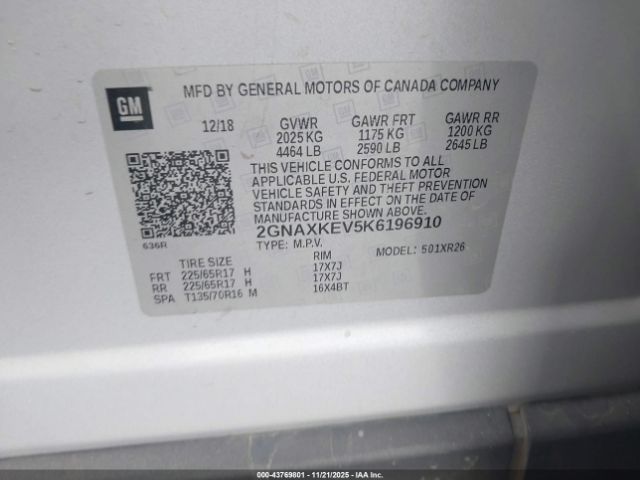 MFD BY GENERAL MOTORS OF CANADA COMPANY
GM
12/18 GVWR GAWR FRT GAWR RR
2025 KG 1175 KG 1200 KG
4464 LB 2590 LB 2645 LB
THIS VEHICLE CONFORMS TO ALL
APPLICABLE U.S. FEDERAL MOTOR
VEHICLE SAFETY AND THEFT PREVENTION
STANDARDS IN EFFECT ON THE DATE OF
MANUFACTURE SHOWN ABOVE.
2GNAXKEV5K6196910
636R
TYPE: M.P.V. MODEL: 501XR26
TIRE SIZE RIM
FRT 225/65R17 H 17X7J
RR 225/65R17 H 17X7J
SPA T135/70R16 M 16X4BT
000-43769801 - 11/21/2025 - IAA Inc.